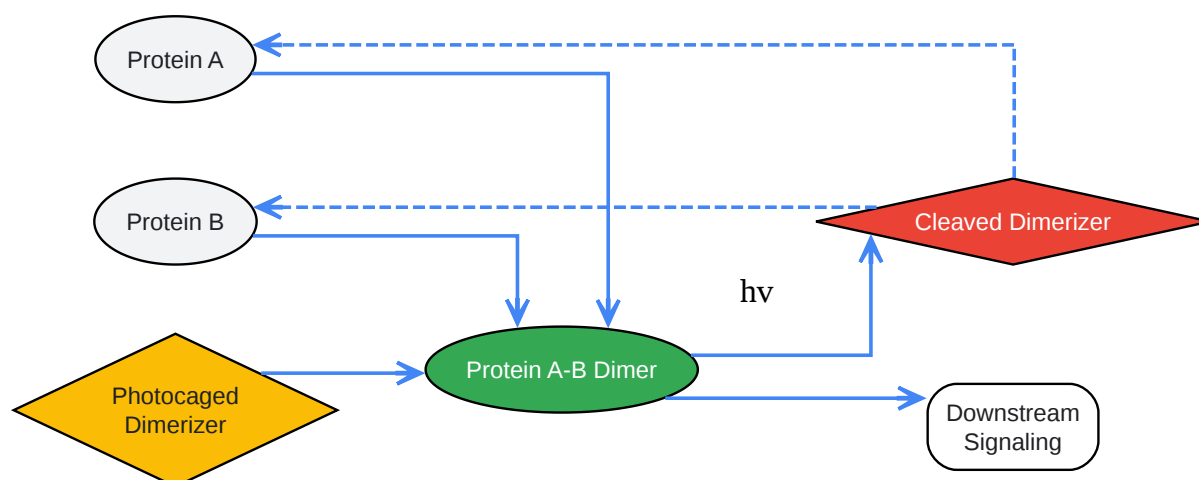 Protein A
Protein B
Cleaved Dimerizer
hv
Protein A-B Dimer
Photocaged
Dimerizer
Downstream
Signaling